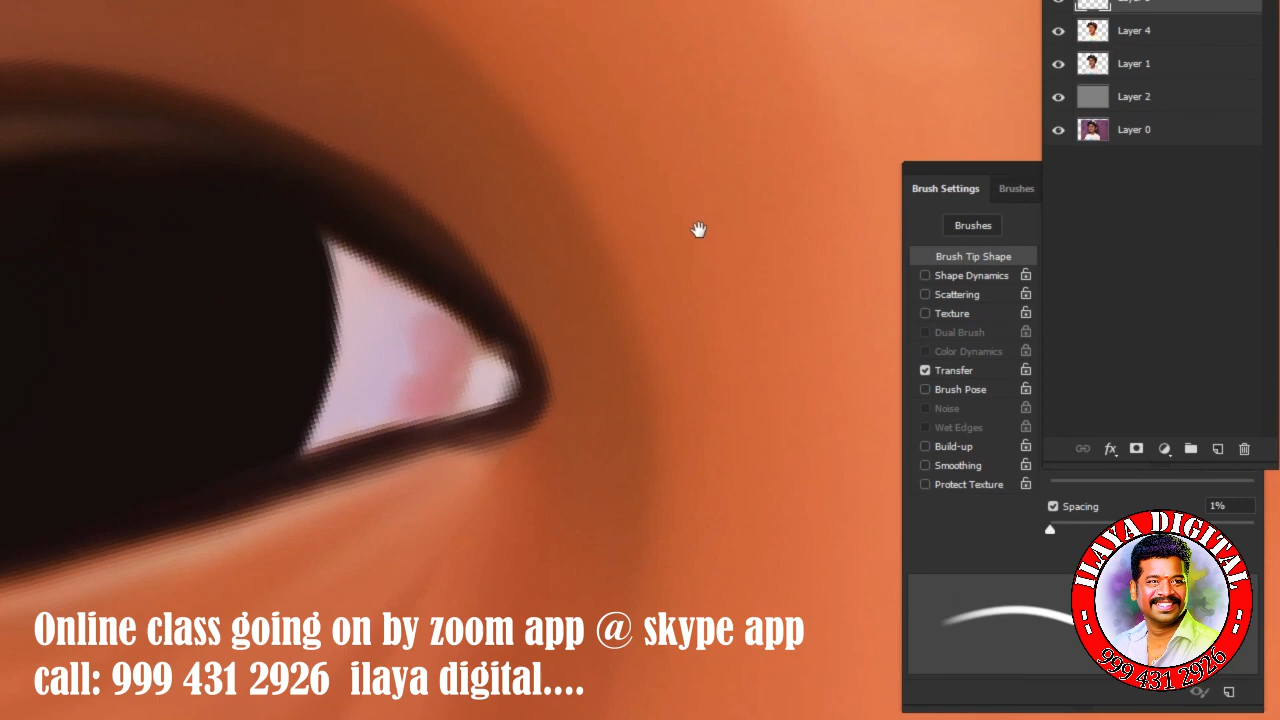 Layer 4
Layer 1
Layer 2
Layer 0
Brush Settings
Brushes
Brushes
Brush Tip Shape
Shape Dynamics
Scattering
Texture
Dual Brush
Color Dynamics
Transfer
Brush Pose
Noise
Wet Edges
Build-up
Smoothing
Protect Texture
fx
Spacing
1%
ILAYA DIGITAL
999 431 2926
Online class going on by zoom app @ skype app
call: 999 431 2926 ilaya digital....